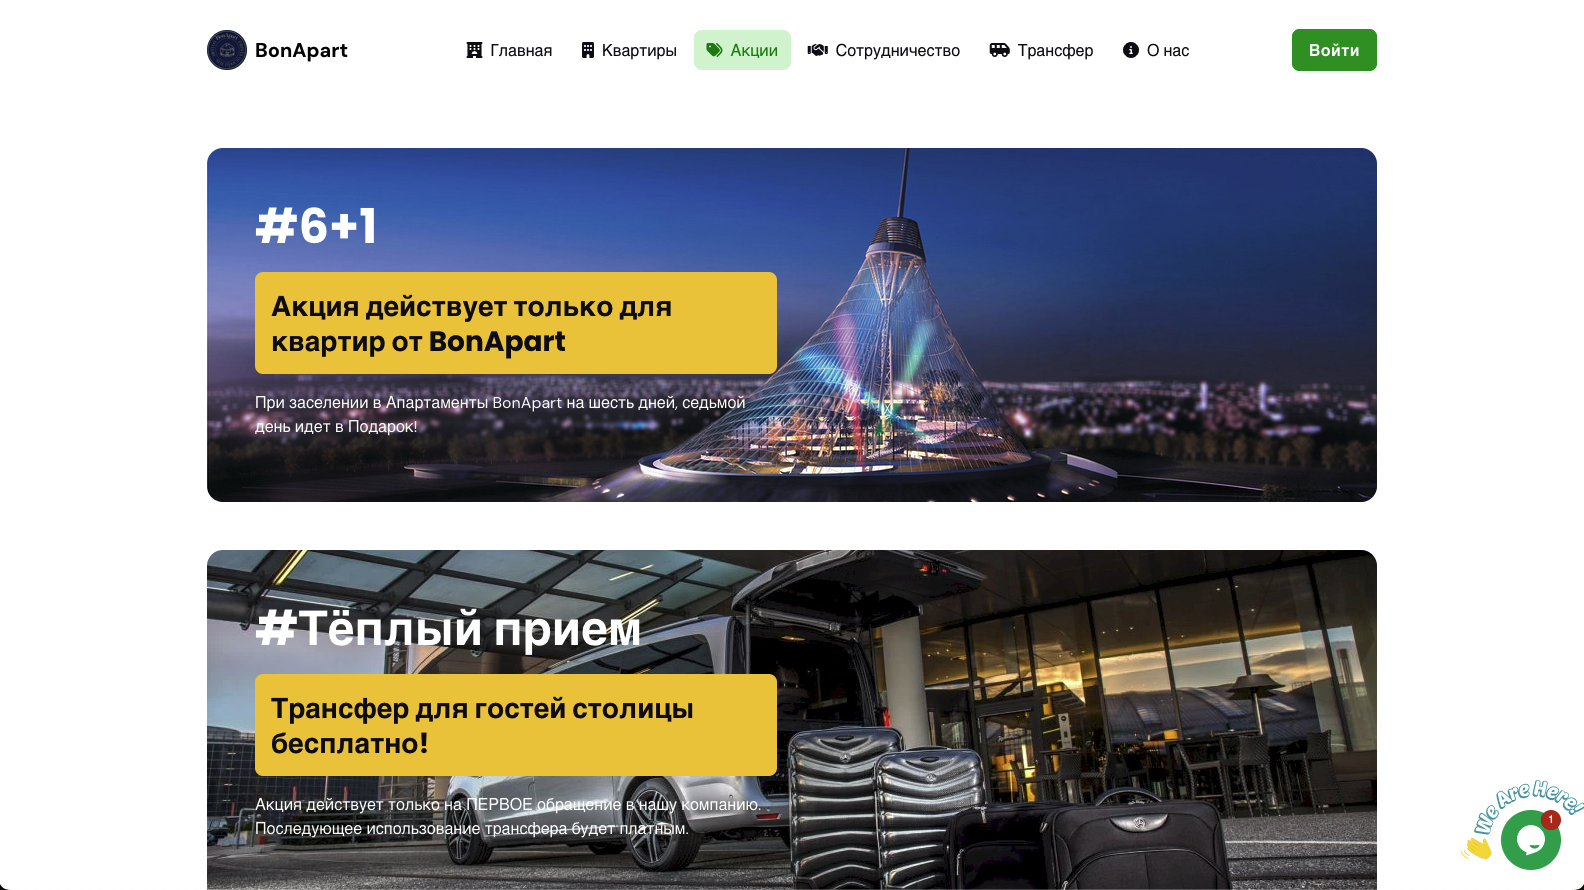 BonApart
Главная
Квартиры
Акции
Сотрудничество
Трансфер
О нас
Войти
#6+1
Акция действует только для
квартир от BonApart
При заселении в Апартаменты BonApart на шесть дней, седьмой
день идет в Подарок!
#Тёплый прием
Трансфер для гостей столицы
бесплатно!
Акция действует только на ПЕРВОЕ обращение в нашу компанию.
Последующее использование трансфера будет платным.
We Are Here!
1